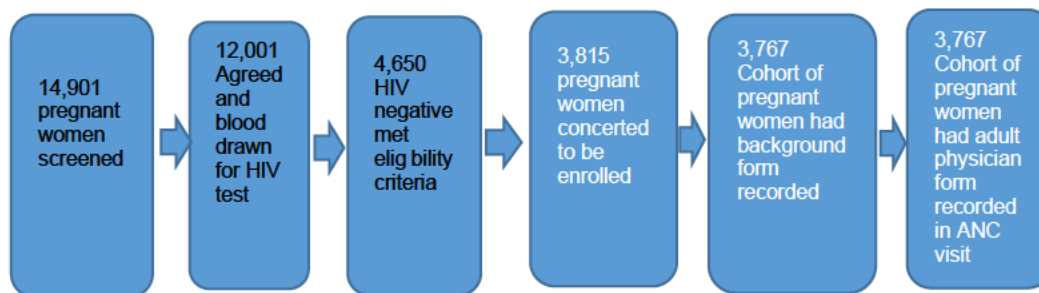 14,901
pregnant
women
screened
12,001
Agreed
and
blood
drawn
for HIV
test
4,650
HIV
negative
met
elig bility
criteria
3,815
pregnant
women
concerted
to be
enrolled
3,767
Cohort of
pregnant
women had
background
form
recorded
3,767
Cohort of
pregnant
women
had adult
physician
form
recorded
in ANC
visit